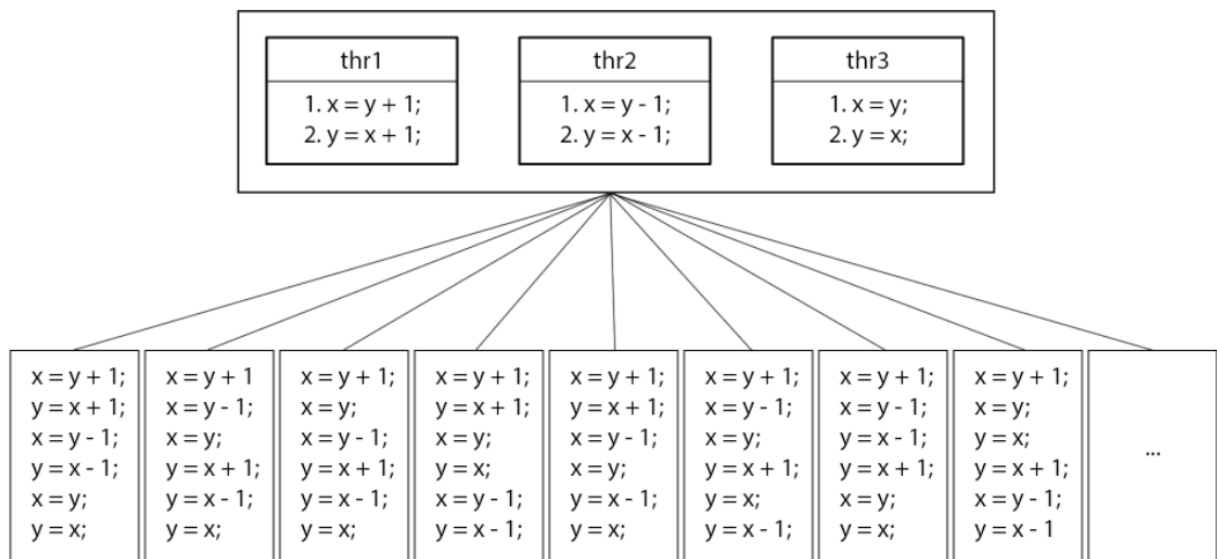 thr1
1. x = y + 1;
2. y = x + 1;
thr2
1. x = y - 1;
2. y = x - 1;
thr3
1. x = y;
2. y = x;
x = y + 1;
y = x + 1;
x = y - 1;
y = x - 1;
x = y;
y = x;
x = y + 1
x = y - 1;
x = y;
y = x + 1;
y = x - 1;
y = x;
x = y + 1;
x = y;
x = y - 1;
y = x + 1;
y = x - 1;
y = x;
x = y + 1;
y = x + 1;
x = y;
y = x;
x = y - 1;
y = x - 1;
x = y + 1;
y = x + 1;
x = y - 1;
x = y;
y = x - 1;
y = x;
x = y + 1;
x = y - 1;
x = y;
y = x + 1;
y = x;
y = x - 1;
x = y + 1;
x = y - 1;
y = x - 1;
y = x + 1;
x = y;
y = x;
x = y + 1;
x = y;
y = x;
y = x + 1;
x = y - 1;
y = x - 1
...